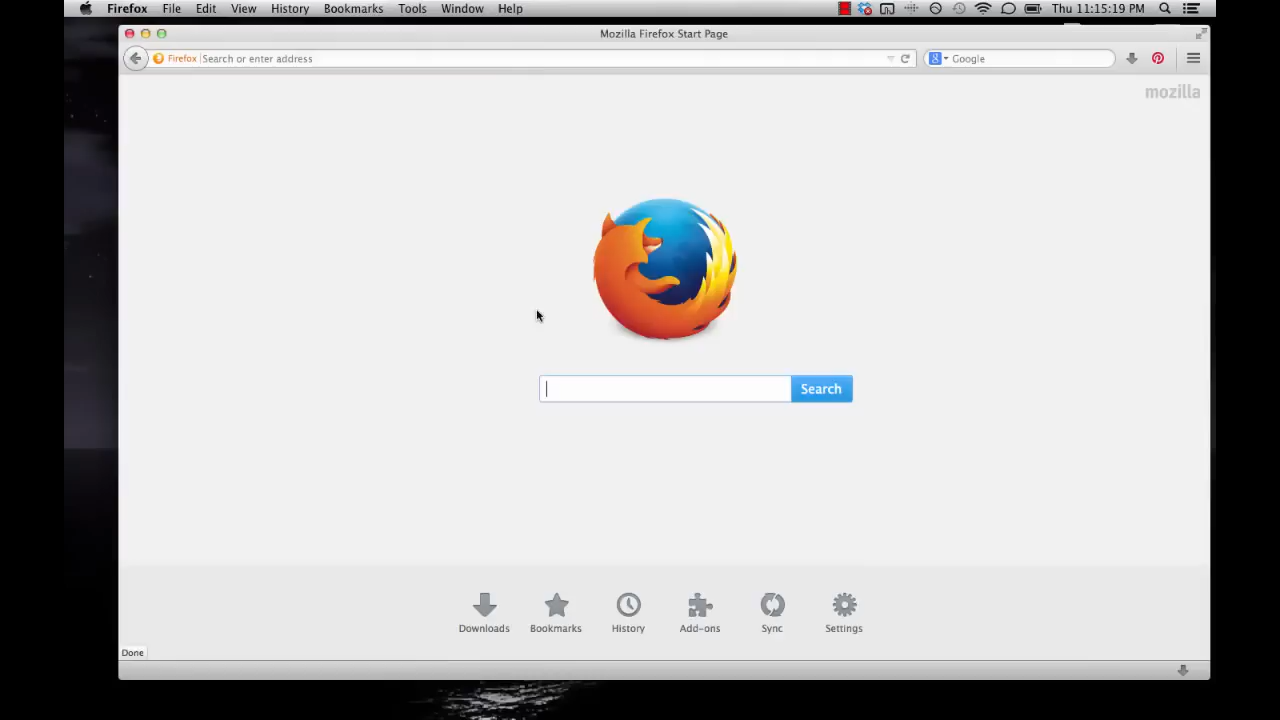 Firefox File Edit View History Bookmarks Tools Window Help Thu 11:15:19 PM
Mozilla Firefox Start Page
Firefox Search or enter address Google
mozilla
Search
Downloads Bookmarks History Add-ons Sync Settings
Done